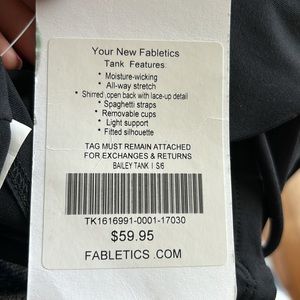 Your New Fabletics
Tank Features
• Moisture-wicking
• All-way stretch
• Shirred ,open back with lace-up detail
• Spaghetti straps
• Removable cups
• Light support
• Fitted silhouette
TAG MUST REMAIN ATTACHED
FOR EXCHANGES & RETURNS
BAILEY TANK | S/6
TK1616991-0001-17030
$59.95
FABLETICS .COM